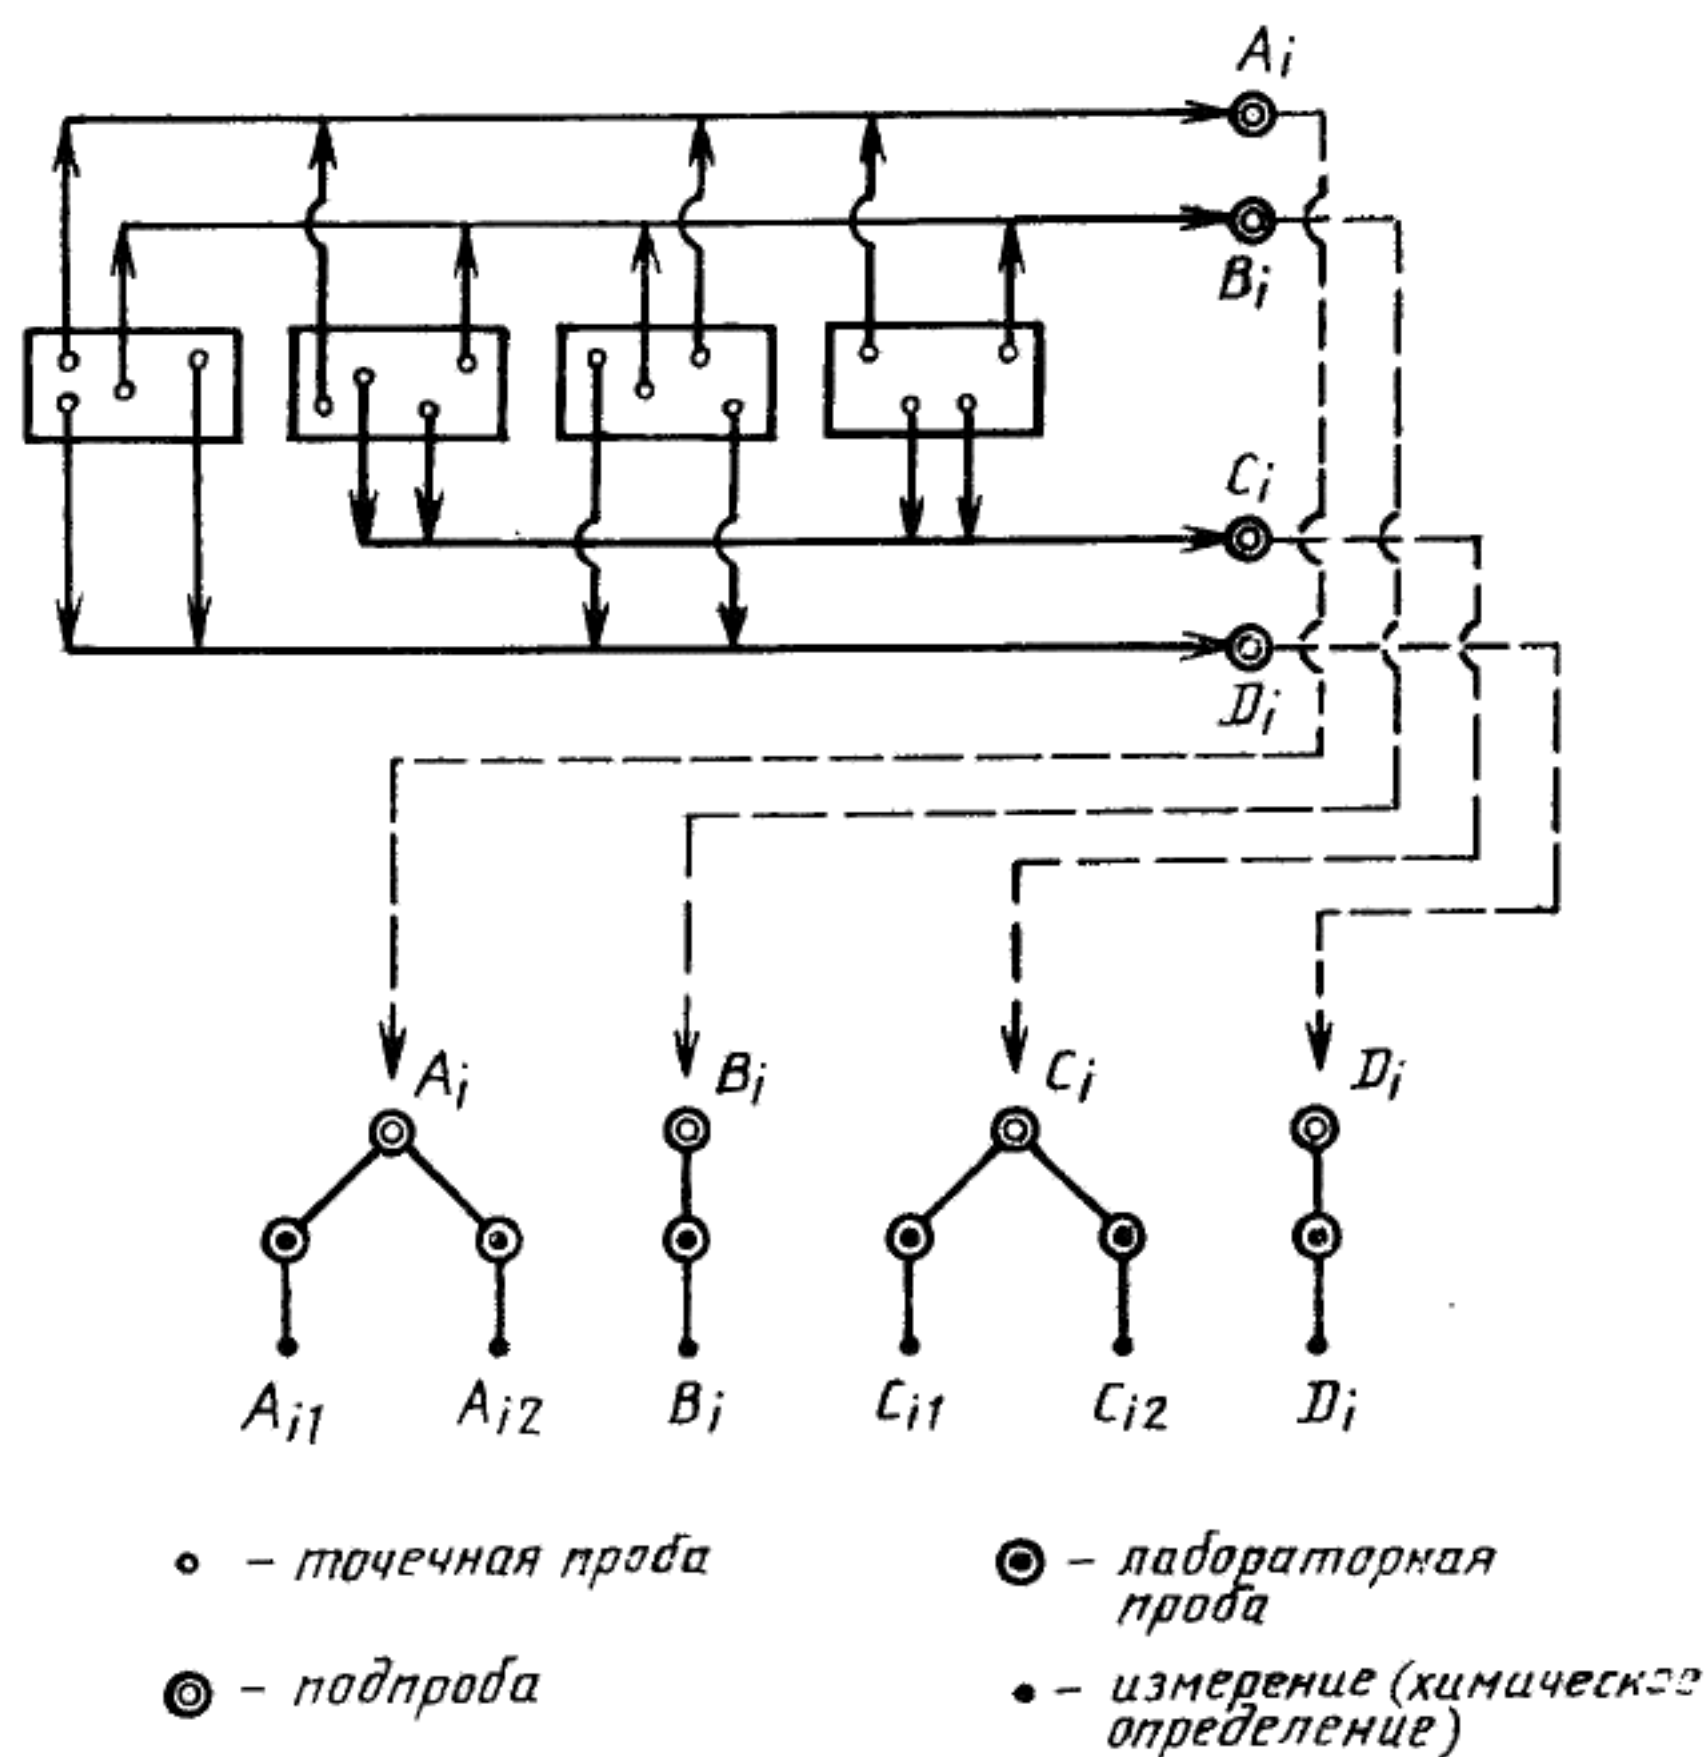 Ai
Bi
Ci
Di
Ai Bi Ci Di
Ai1 Ai2 Bi Ci1 Ci2 Di
– точечная проба
– лабораторная
проба
– подпроба
– измерение (химическое
определение)